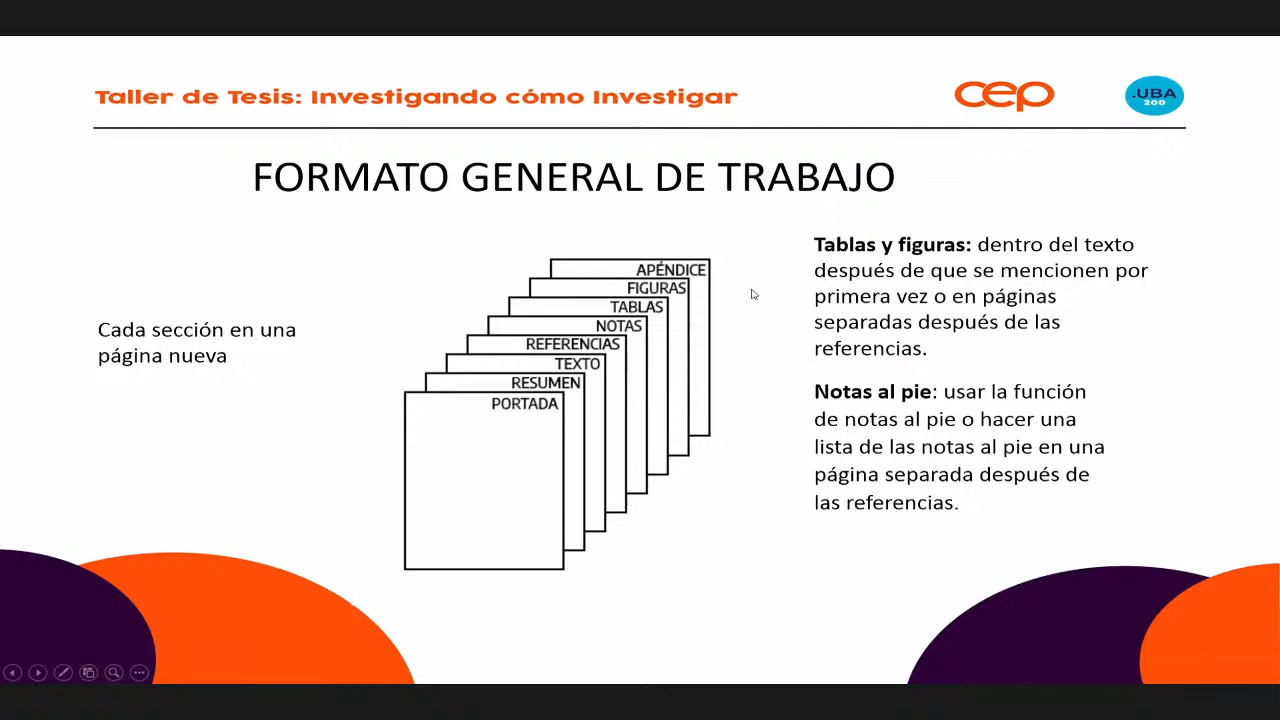 Taller de Tesis: Investigando cómo Investigar
cep
.UBA
200
FORMATO GENERAL DE TRABAJO
Cada sección en una
página nueva
APÉNDICE
FIGURAS
TABLAS
NOTAS
REFERENCIAS
TEXTO
RESUMEN
PORTADA
Tablas y figuras: dentro del texto
después de que se mencionen por
primera vez o en páginas
separadas después de las
referencias.
Notas al pie: usar la función
de notas al pie o hacer una
lista de las notas al pie en una
página separada después de
las referencias.